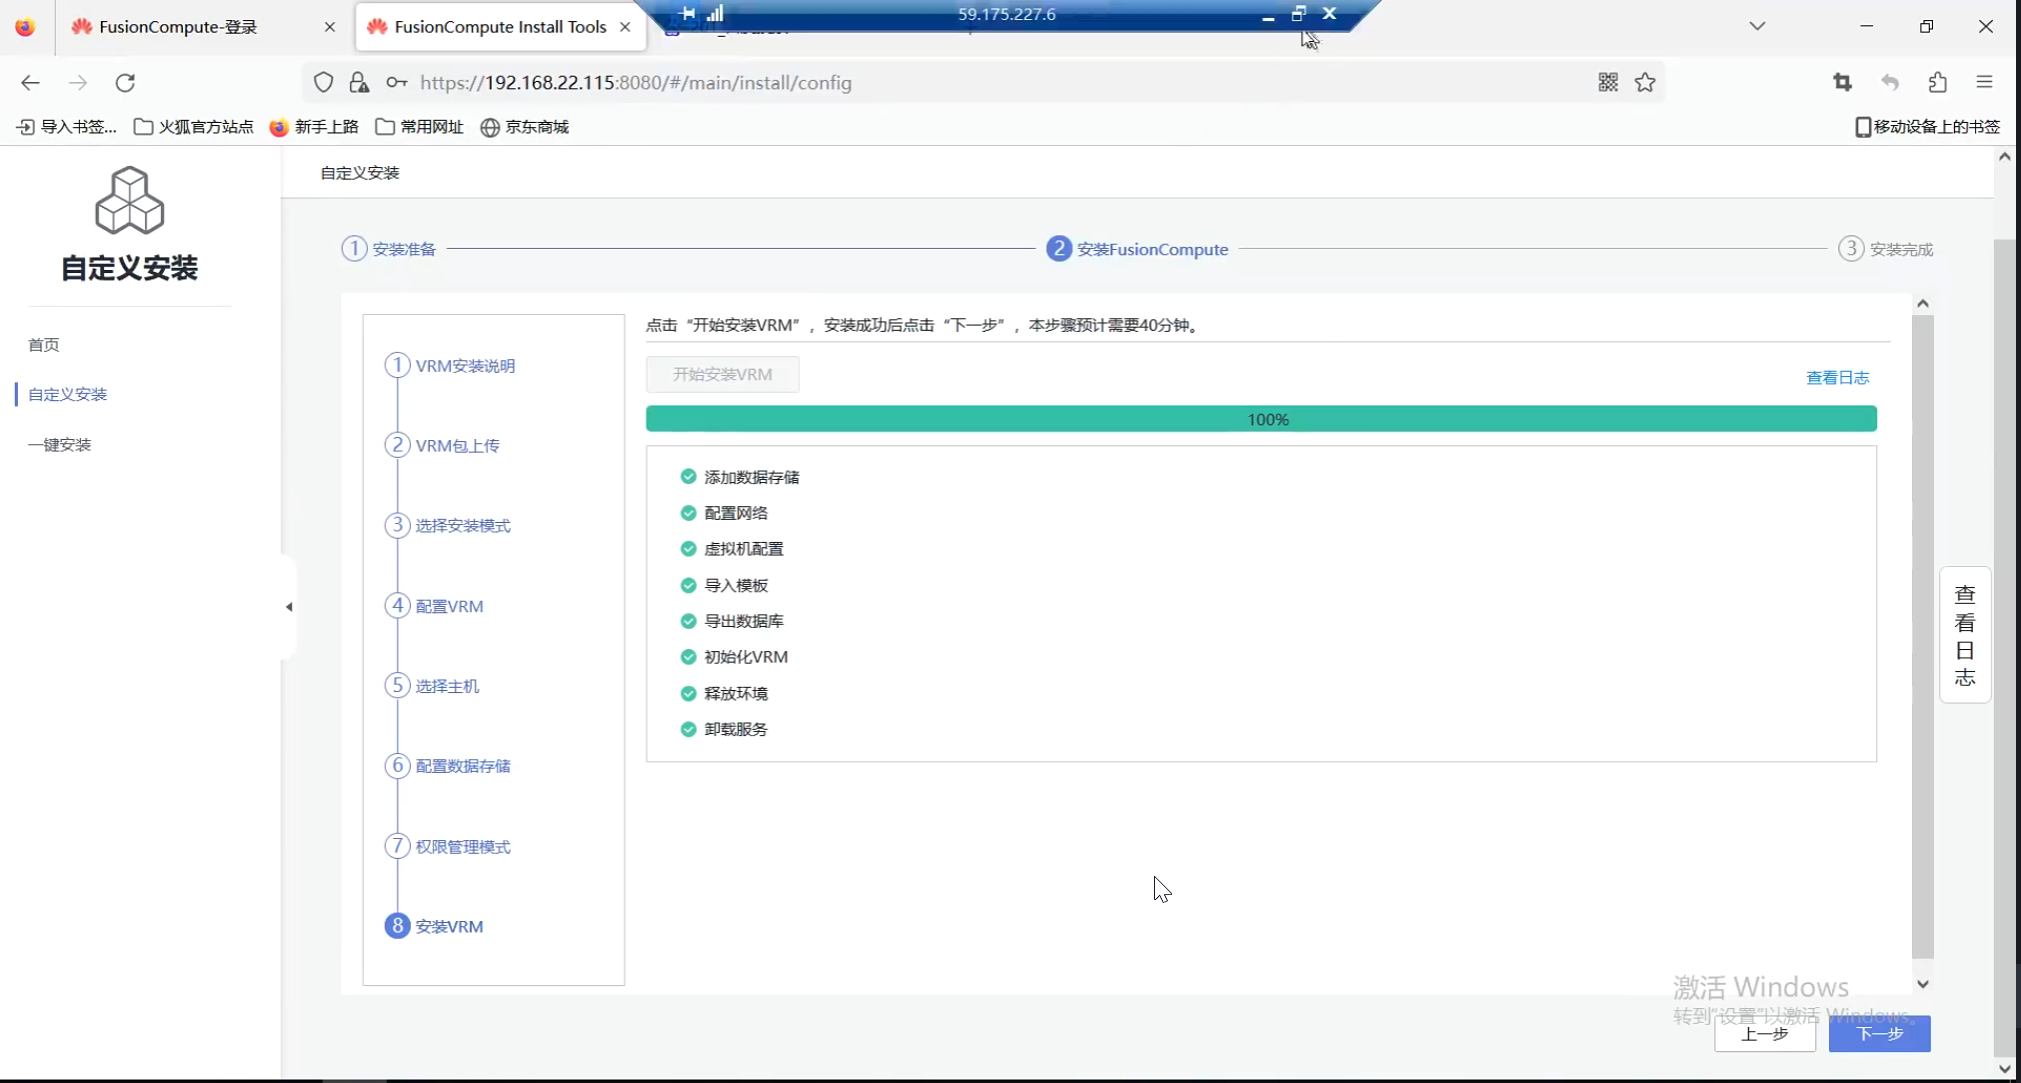 FusionCompute-登录
FusionCompute Install Tools
59.175.227.6
https://192.168.22.115:8080/#/main/install/config
导入书签...
火狐官方站点
新手上路
常用网址
京东商城
移动设备上的书签
自定义安装
自定义安装
首页
自定义安装
一键安装
1 安装准备
2 安装FusionCompute
3 安装完成
1 VRM安装说明
2 VRM包上传
3 选择安装模式
4 配置VRM
5 选择主机
6 配置数据存储
7 权限管理模式
8 安装VRM
点击“开始安装VRM”，安装成功后点击“下一步”，本步骤预计需要40分钟。
开始安装VRM
查看日志
100%
添加数据存储
配置网络
虚拟机配置
导入模板
导出数据库
初始化VRM
释放环境
卸载服务
查看日志
激活 Windows
转到"设置"以激活 Windows。
上一步
下一步